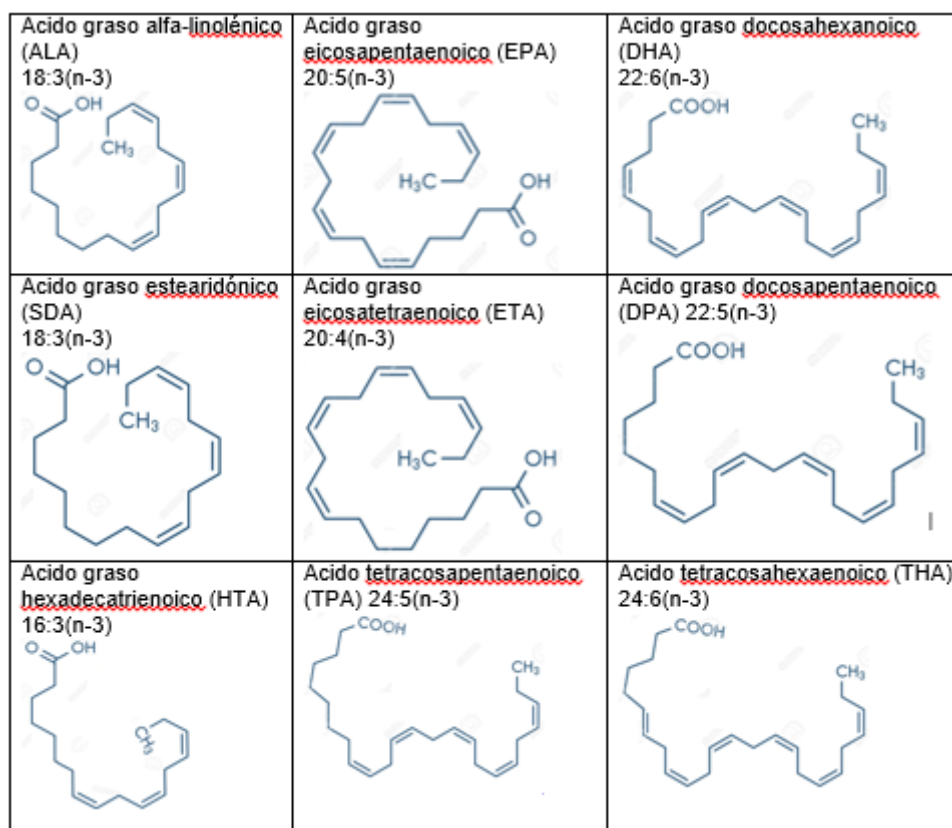 Acido graso alfa-linolénico
(ALA)
18:3(n-3)
O
OH
CH₃
Acido graso
eicosapentaenoico (EPA)
20:5(n-3)
H₃C
OH
O
Acido graso docosahexanoico
(DHA)
22:6(n-3)
COOH
CH₃
Acido graso estearidónico
(SDA)
18:3(n-3)
O
OH
CH₃
Acido graso
eicosatetraenoico (ETA)
20:4(n-3)
H₃C
OH
O
Acido graso docosapentaenoico
(DPA) 22:5(n-3)
COOH
CH₃
Acido graso
hexadecatrienoico (HTA)
16:3(n-3)
O
OH
CH₃
Acido tetracosapentaenoico
(TPA) 24:5(n-3)
COOH
CH₃
Acido tetracosahexaenoico (THA)
24:6(n-3)
COOH
CH₃